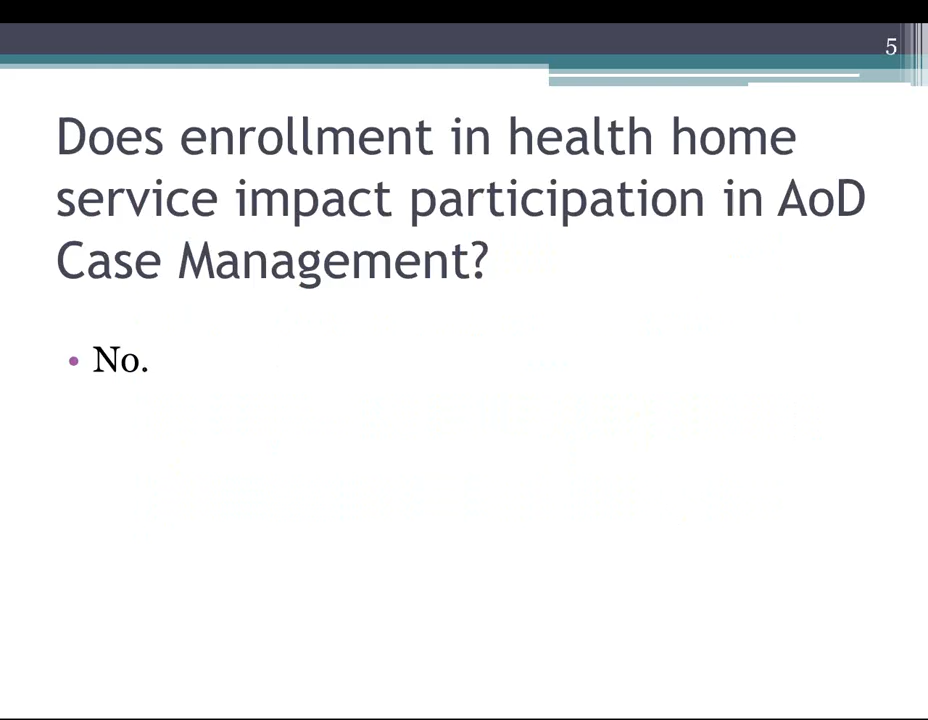 5
Does enrollment in health home
service impact participation in AoD
Case Management?
• No.